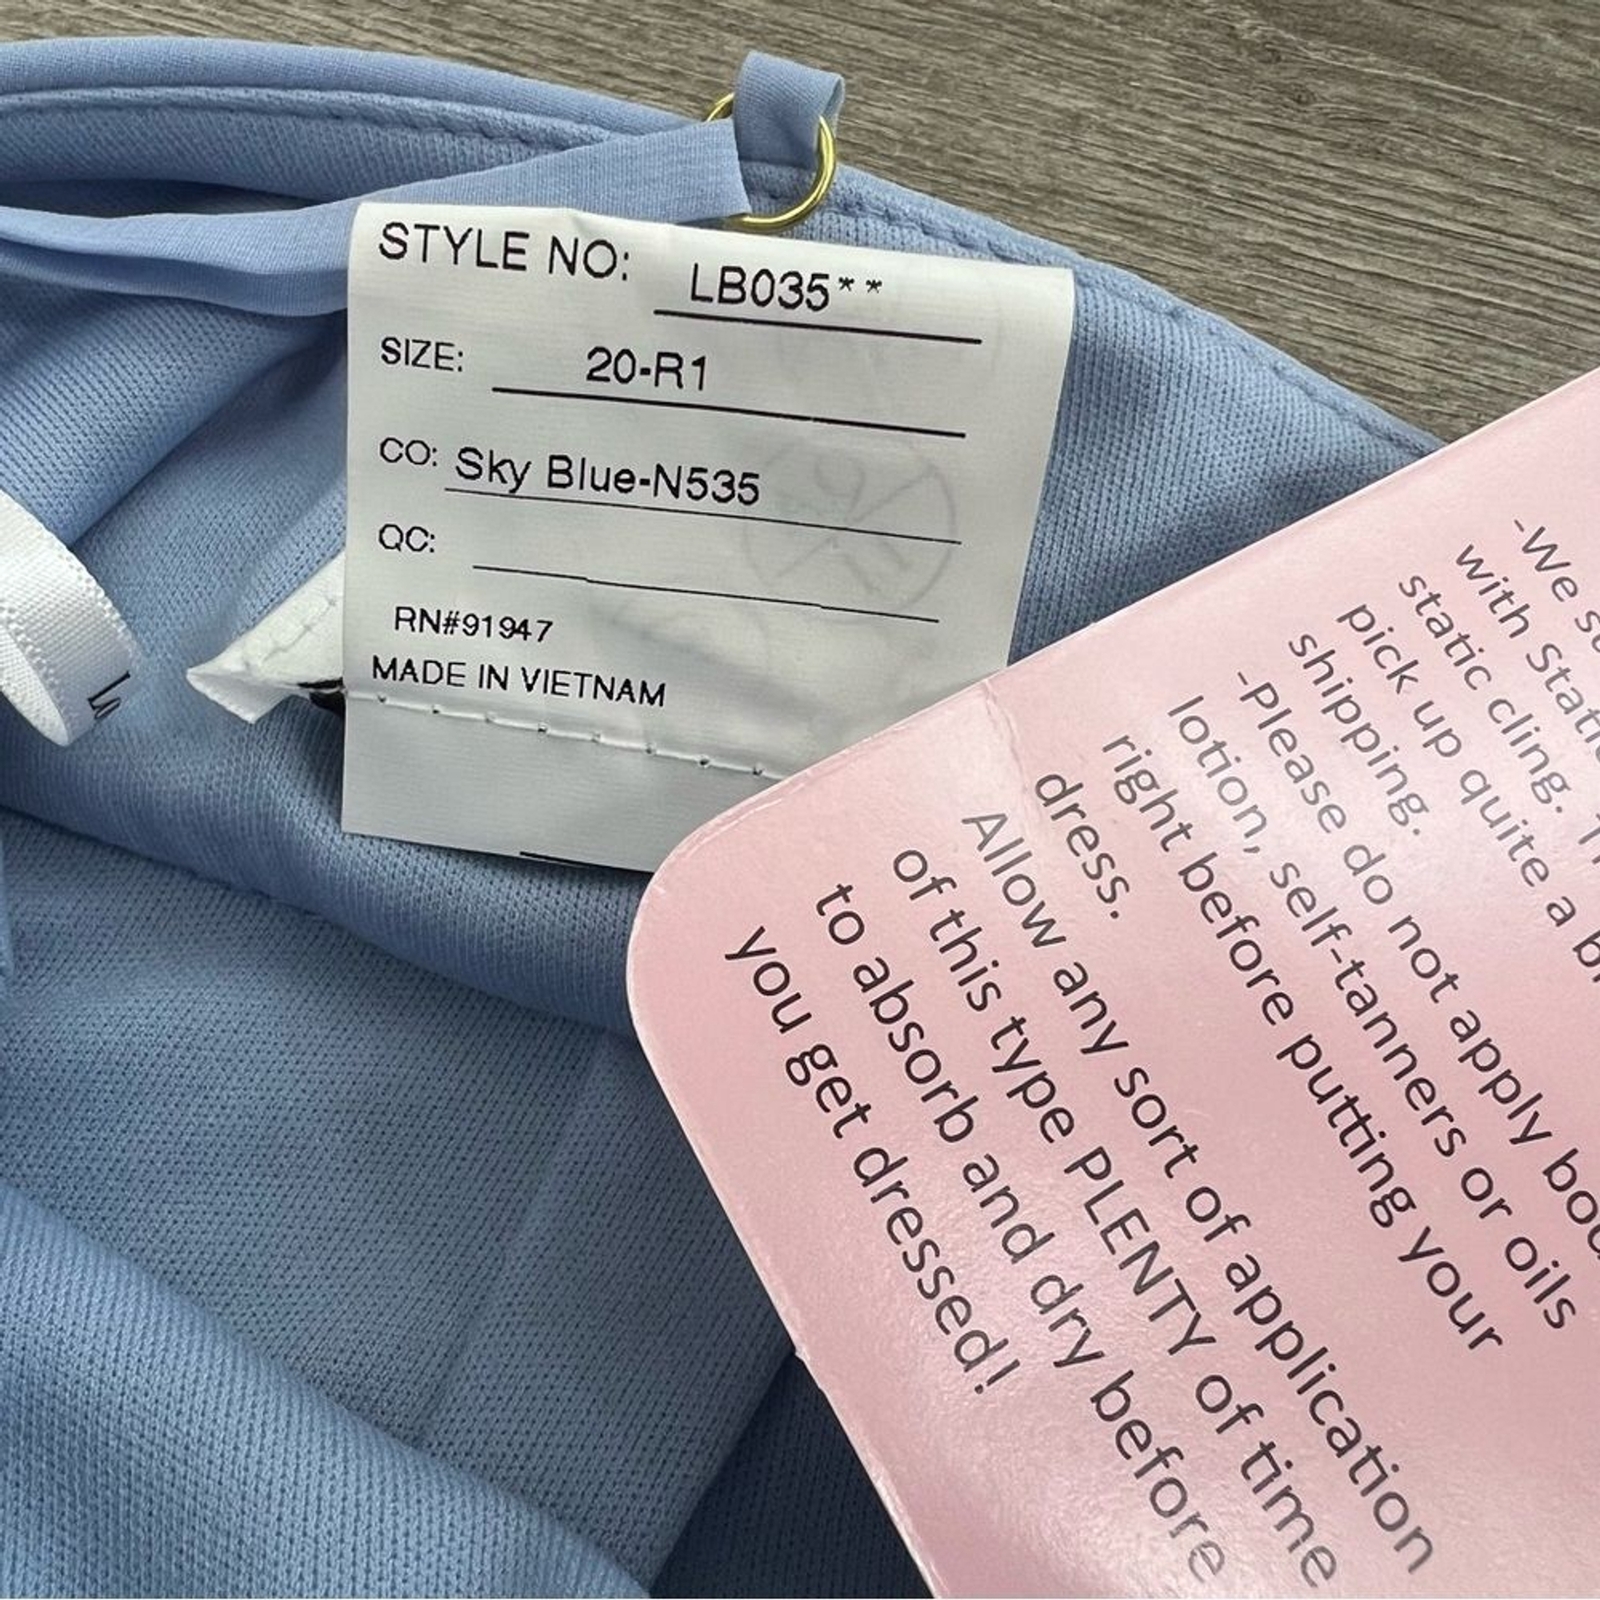 STYLE NO: LB035**
SIZE: 20-R1
CO: Sky Blue-N535
QC:
RN#91947
MADE IN VIETNAM
-We
with
static cling.
pick up quite a
shipping.
-Please do not apply
lotion, self-tanners or oils
right before putting your
dress.
Allow any sort of application
of this type PLENTY of time
to absorb and dry before
you get dressed!